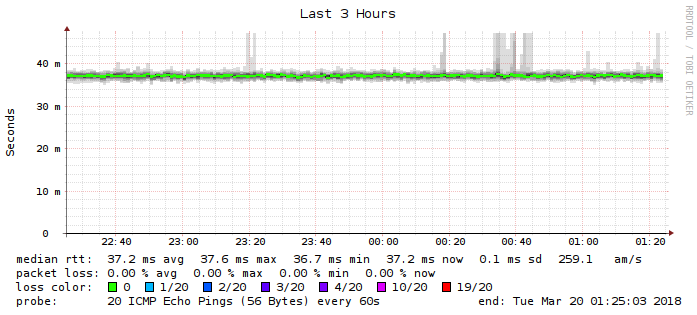 Last 3 Hours
RRDTOOL / TOBI OETIKER
Seconds
40 m
30 m
20 m
10 m
0
22:40 23:00 23:20 23:40 00:00 00:20 00:40 01:00 01:20
median rtt: 37.2 ms avg 37.6 ms max 36.7 ms min 37.2 ms now 0.1 ms sd 259.1 am/s
packet loss: 0.00 % avg 0.00 % max 0.00 % min 0.00 % now
loss color: 0 1/20 2/20 3/20 4/20 10/20 19/20
probe: 20 ICMP Echo Pings (56 Bytes) every 60s end: Tue Mar 20 01:25:03 2018